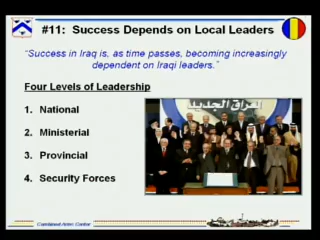 #11: Success Depends on Local Leaders
"Success in Iraq is, as time passes, becoming increasingly
dependent on Iraqi leaders."
Four Levels of Leadership
1. National
2. Ministerial
3. Provincial
4. Security Forces
العراق الجديد
Combined Arms Center